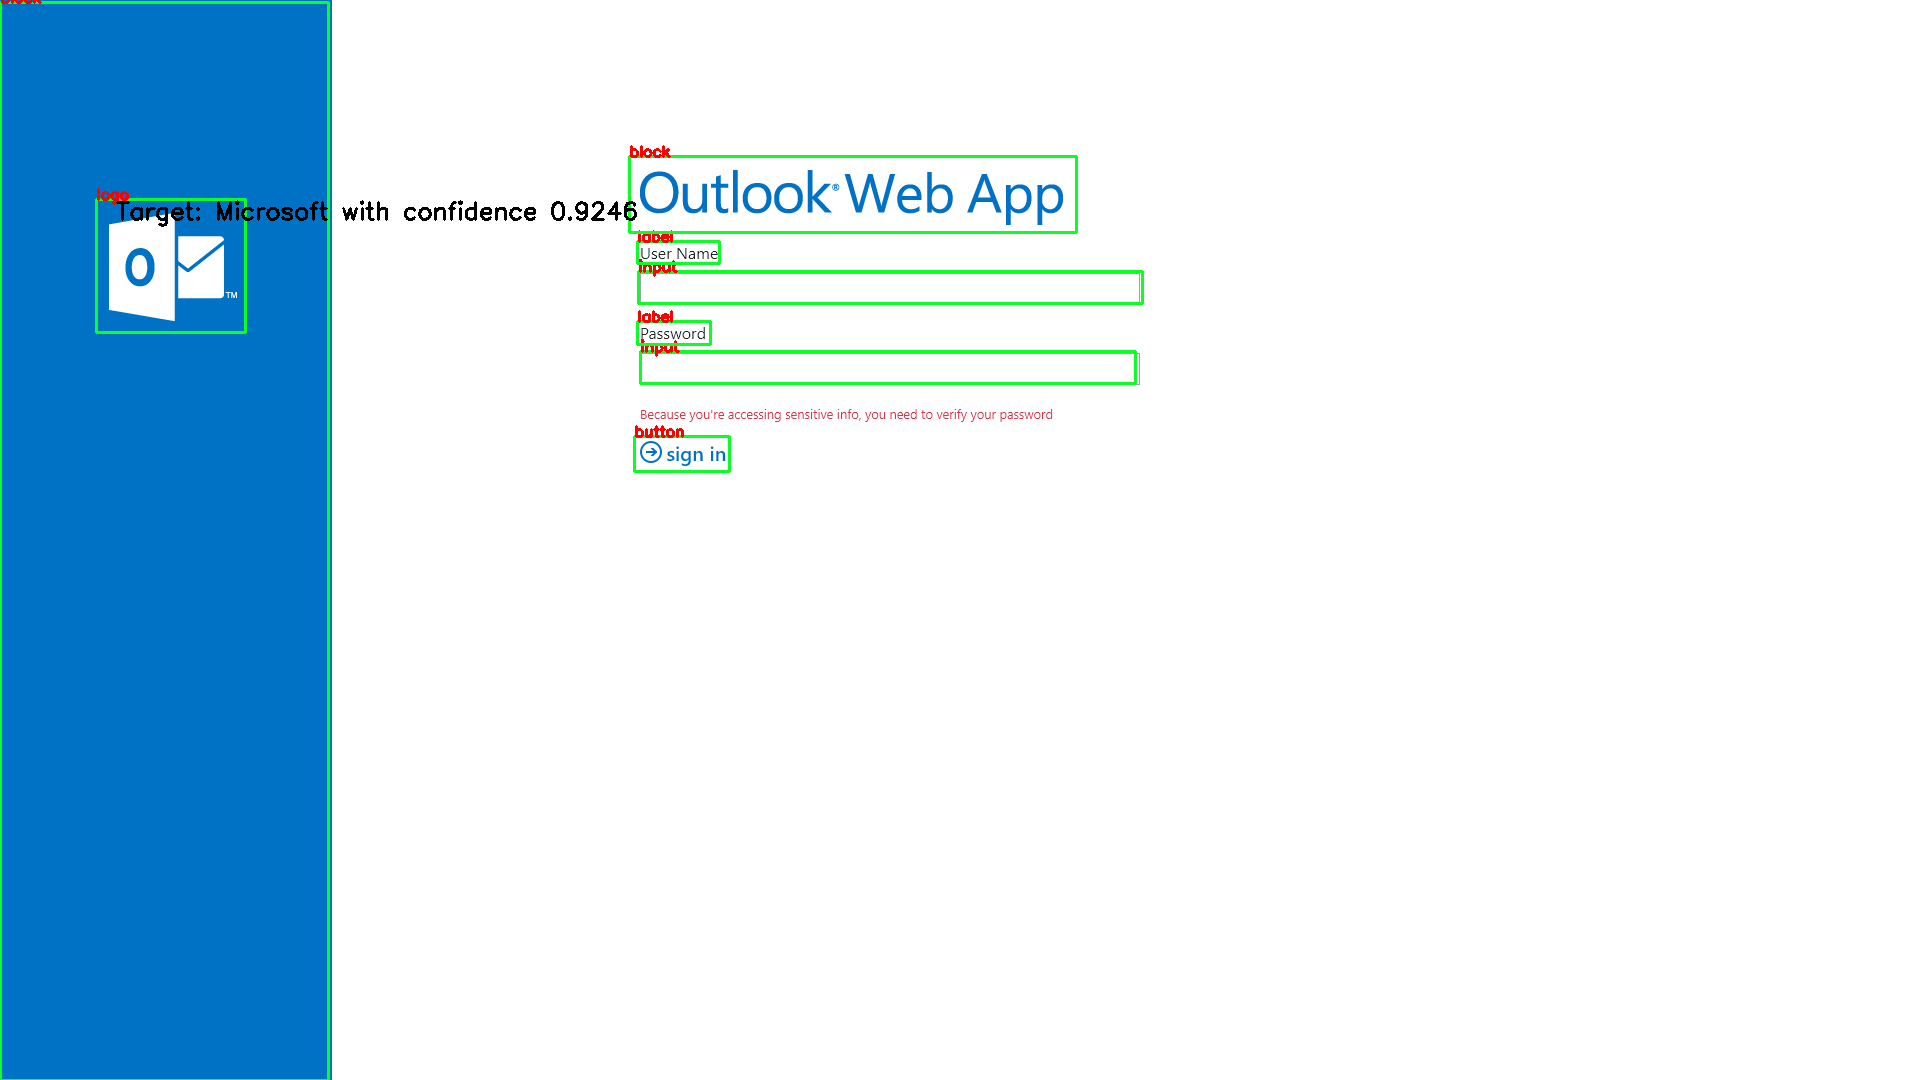 block
block
Outlook® Web App
logo
Target: Microsoft with confidence 0.9246
label
User Name
O
TM
input
label
Password
input
Because you're accessing sensitive info, you need to verify your password
button
sign in